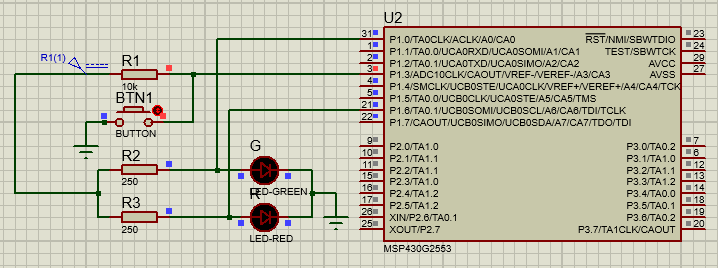 U2
31
P1.0/TA0CLK/ACLK/A0/CA0
RST/NMI/SBWTDIO
23
1
P1.1/TA0.0/UCA0RXD/UCA0SOMI/A1/CA1
TEST/SBWTCK
24
2
P1.2/TA0.1/UCA0TXD/UCA0SIMO/A2/CA2
AVCC
29
3
P1.3/ADC10CLK/CAOUT/VREF-/VEREF-/A3/CA3
AVSS
27
4
P1.4/SMCLK/UCB0STE/UCA0CLK/VREF+/VEREF+/A4/CA4/TCK
5
P1.5/TA0.0/UCB0CLK/UCA0STE/A5/CA5/TMS
21
P1.6/TA0.1/UCB0SOMI/UCB0SCL/A6/CA6/TDI/TCLK
22
P1.7/CAOUT/UCB0SIMO/UCB0SDA/A7/CA7/TDO/TDI
9
P2.0/TA1.0
P3.0/TA0.2
7
10
P2.1/TA1.1
P3.1/TA1.0
6
11
P2.2/TA1.1
P3.2/TA1.1
12
15
P2.3/TA1.0
P3.3/TA1.2
13
16
P2.4/TA1.2
P3.4/TA0.0
14
17
P2.5/TA1.2
P3.5/TA0.1
18
26
XIN/P2.6/TA0.1
P3.6/TA0.2
19
25
XOUT/P2.7
P3.7/TA1CLK/CAOUT
20
MSP430G2553
R1(1)
R1
10k
BTN1
BUTTON
R2
250
G
LED-GREEN
R3
250
R
LED-RED